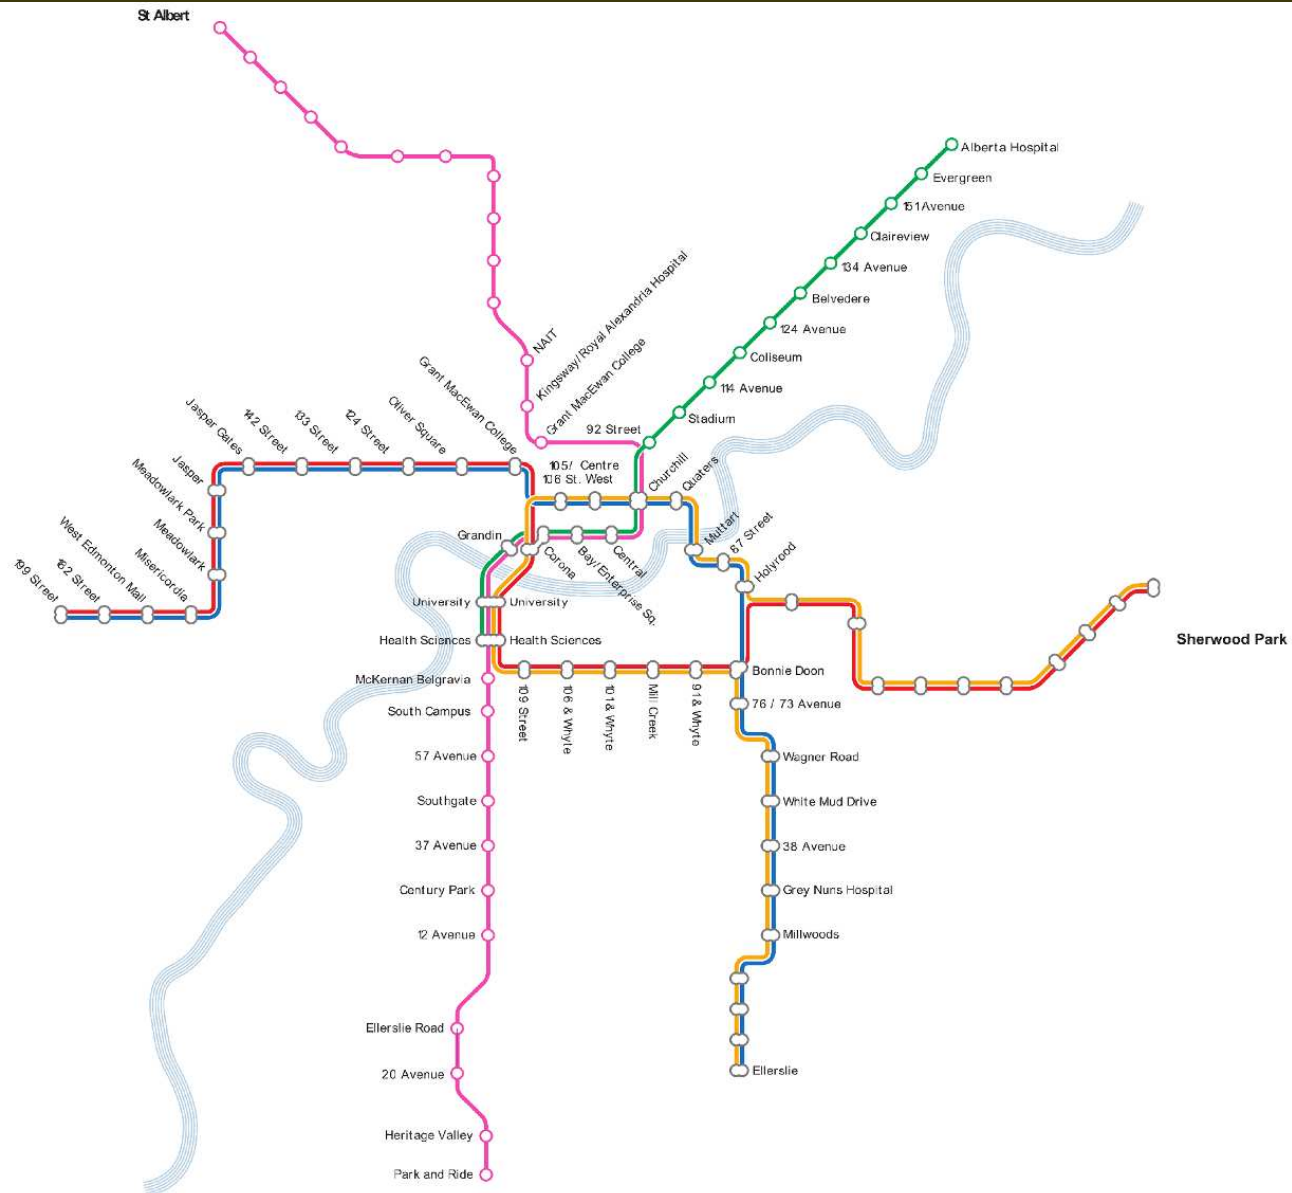 St Albert
Alberta Hospital
Evergreen
151 Avenue
Claireview
134 Avenue
Belvedere
124 Avenue
Coliseum
114 Avenue
Stadium
92 Street
NAIT
Kingsway/Royal Alexandria Hospital
Grant MacEwan College
Grant MacEwan College
Oliver Square
124 Street
133 Street
142 Street
Jasper Gates
Jasper
Meadowlark Park
Meadowlark
Misericordia
West Edmonton Mall
182 Street
199 Street
105/ Centre
106 St. West
Churchill
Quaters
Muttart
67 Street
Holyrood
Grandin
Corona
Bay/Enterprise Sq.
Central
University
University
Health Sciences
Health Sciences
Sherwood Park
McKernan Belgravia
South Campus
57 Avenue
Southgate
37 Avenue
Century Park
12 Avenue
Ellerslie Road
20 Avenue
Heritage Valley
Park and Ride
109 Street
106 & Whyte
101 & Whyte
Mill Creek
91 & Whyte
Bonnie Doon
76 / 73 Avenue
Wagner Road
White Mud Drive
38 Avenue
Grey Nuns Hospital
Millwoods
Ellerslie